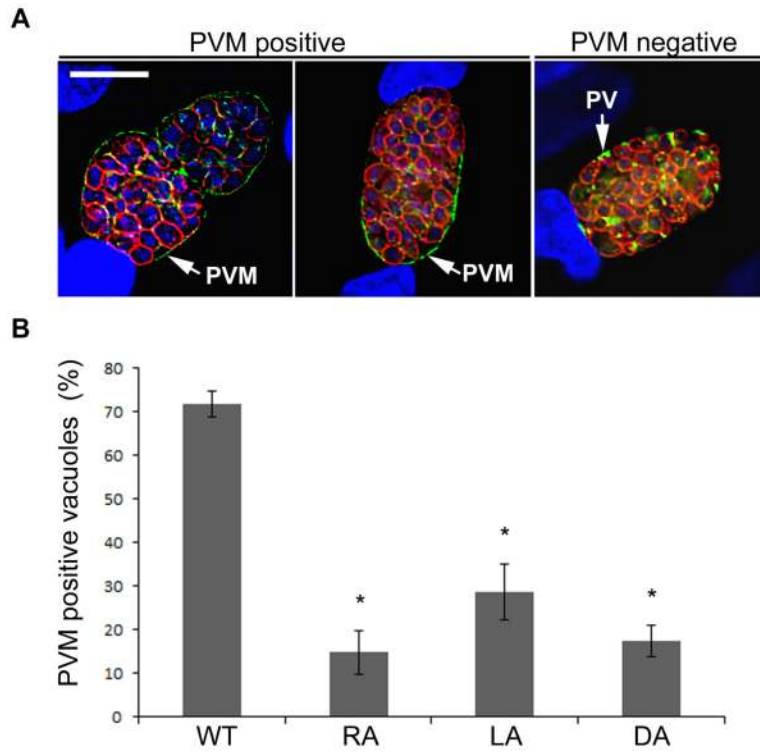 A
PVM positive
PVM negative
PVM
PVM
PV
B
PVM positive vacuoles (%)
80
70
60
50
40
30
20
10
0
*
*
*
WT RA LA DA